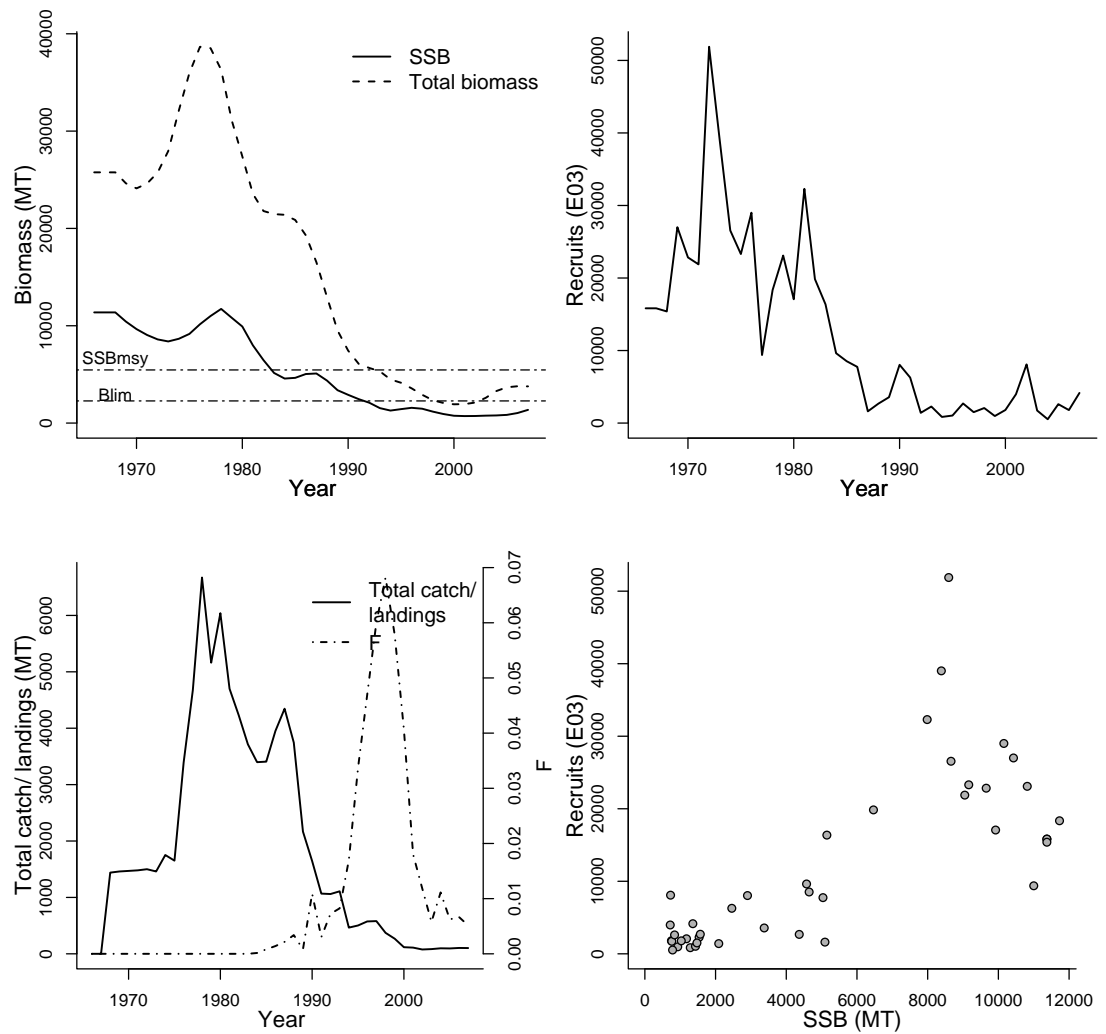 SSB
Total biomass
SSBmsy
Blim
Biomass (MT)
0 10000 20000 30000 40000
1970 1980 1990 2000
Year
Recruits (E03)
0 10000 20000 30000 40000 50000
1970 1980 1990 2000
Year
Total catch/
landings
F
Total catch/ landings (MT)
0 1000 2000 3000 4000 5000 6000
F
0.00 0.01 0.02 0.03 0.04 0.05 0.06 0.07
1970 1980 1990 2000
Year
Recruits (E03)
0 10000 20000 30000 40000 50000
0 2000 4000 6000 8000 10000 12000
SSB (MT)